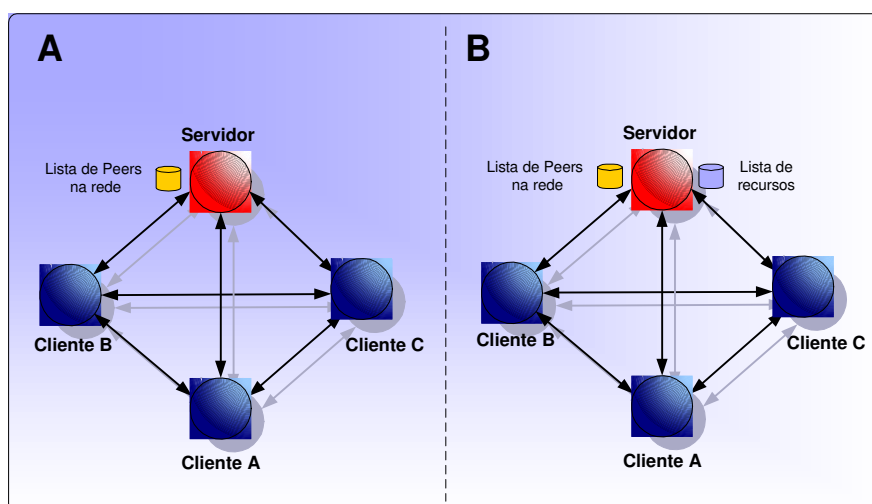 A
Servidor
Lista de Peers
na rede
Cliente B
Cliente C
Cliente A
B
Servidor
Lista de Peers
na rede
Lista de
recursos
Cliente B
Cliente C
Cliente A